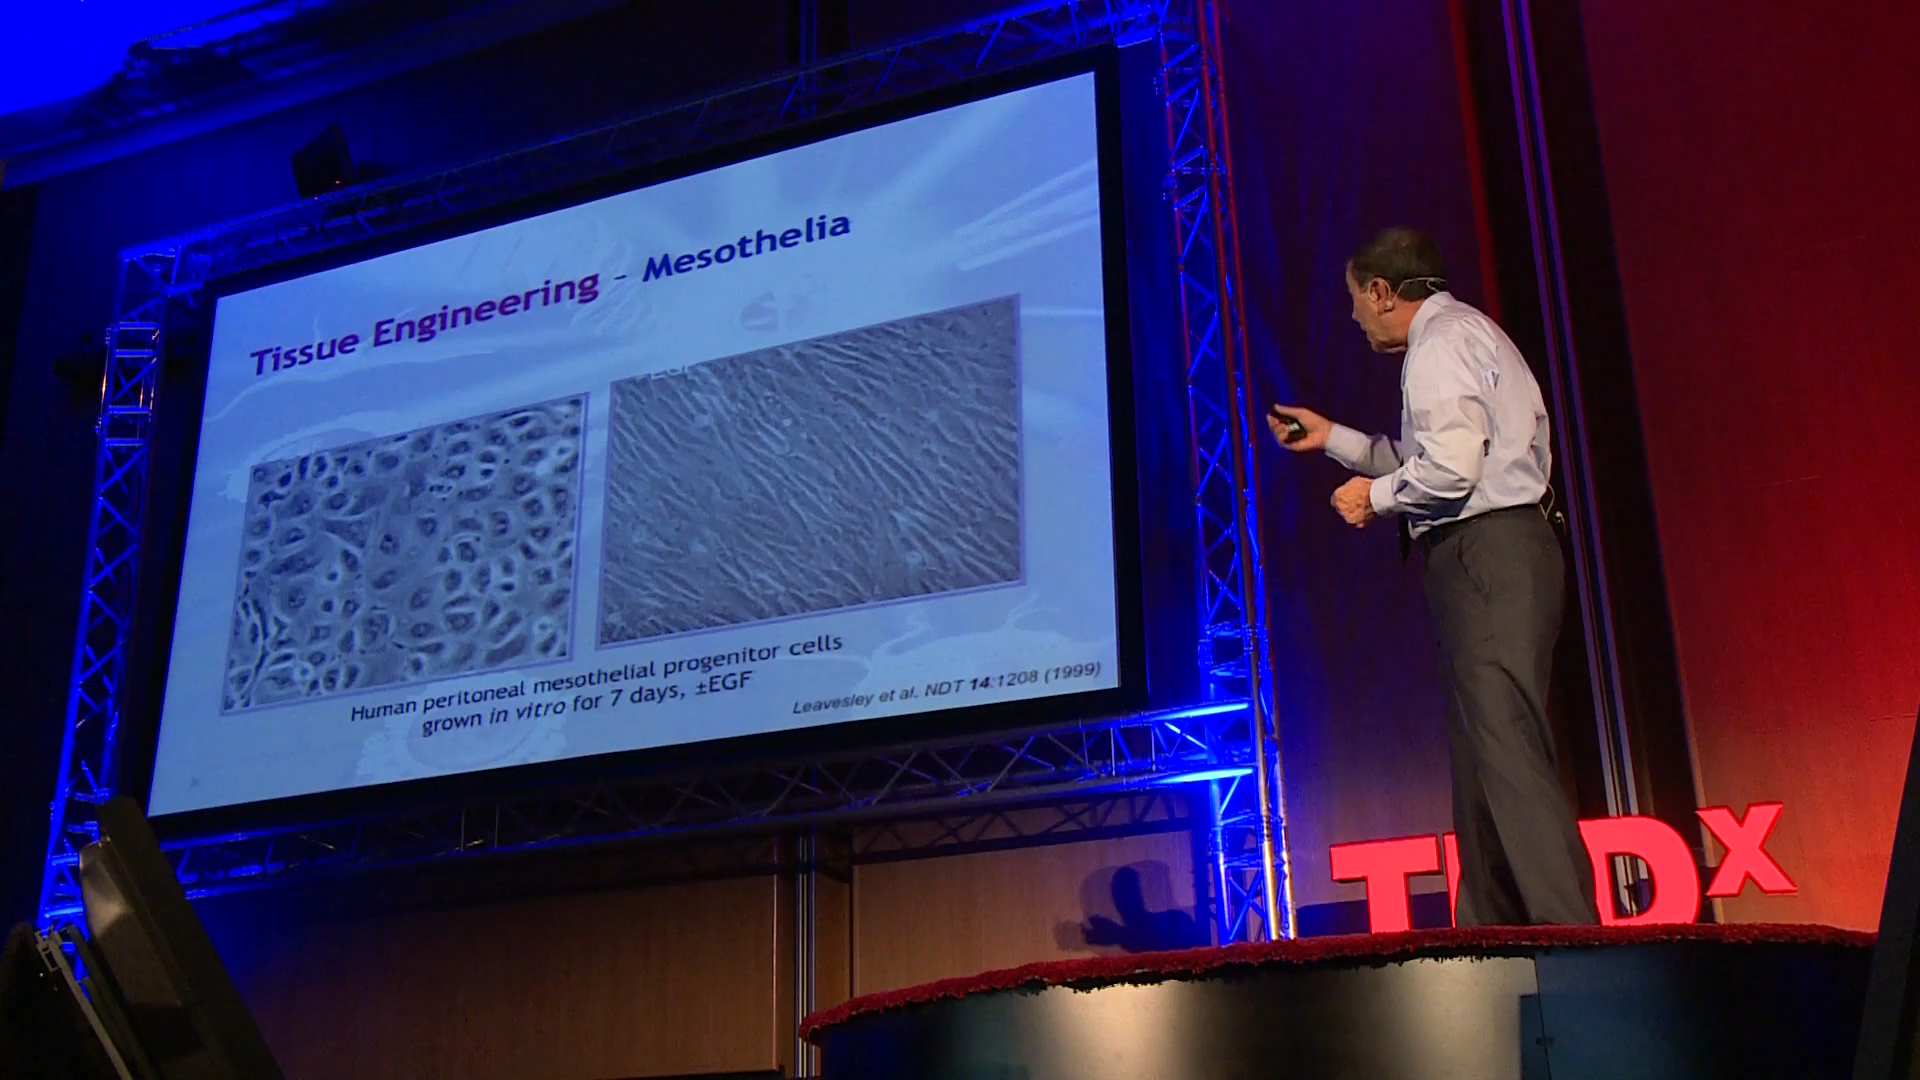 Tissue Engineering - Mesothelia
Human peritoneal mesothelial progenitor cells
grown in vitro for 7 days, ±EGF
Leavesley et al. NDT 14:1208 (1999)
TEDx